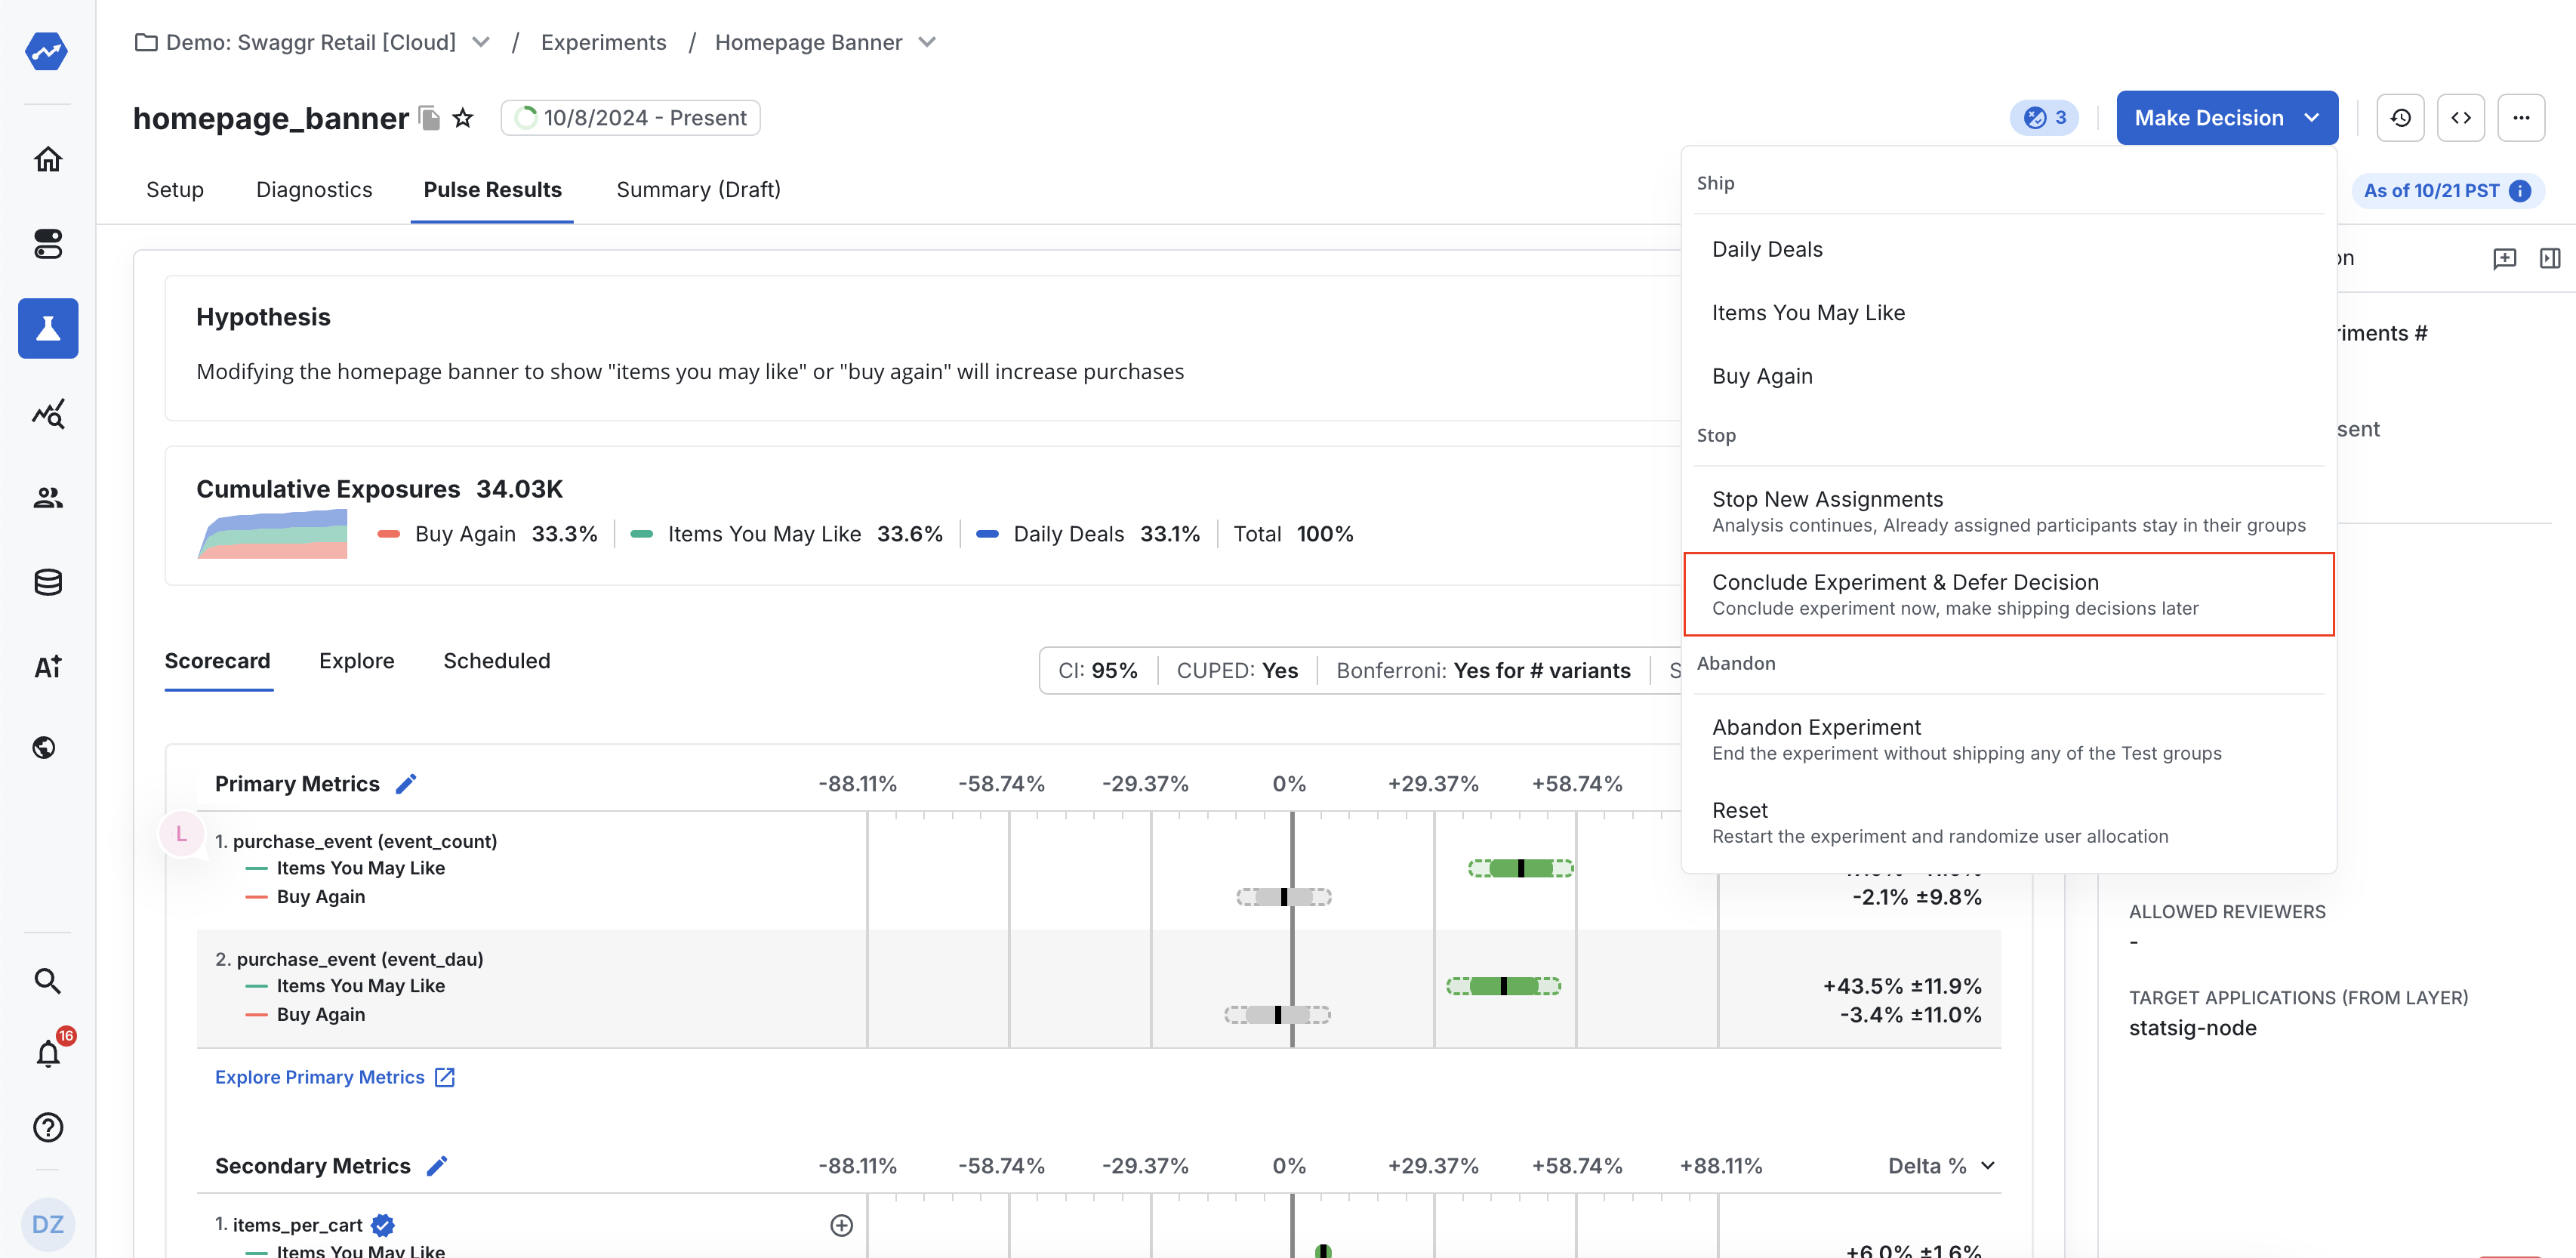 Demo: Swaggr Retail [Cloud] / Experiments / Homepage Banner
homepage_banner
10/8/2024 - Present
3
Make Decision
Setup
Diagnostics
Pulse Results
Summary (Draft)
As of 10/21 PST
Ship
Daily Deals
Items You May Like
Buy Again
Stop
Stop New Assignments
Analysis continues, Already assigned participants stay in their groups
Conclude Experiment & Defer Decision
Conclude experiment now, make shipping decisions later
Abandon
Abandon Experiment
End the experiment without shipping any of the Test groups
Reset
Restart the experiment and randomize user allocation
Hypothesis
Modifying the homepage banner to show "items you may like" or "buy again" will increase purchases
Cumulative Exposures 34.03K
Buy Again 33.3% Items You May Like 33.6% Daily Deals 33.1% Total 100%
Scorecard
Explore
Scheduled
CI: 95% CUPED: Yes Bonferroni: Yes for # variants
Primary Metrics -88.11% -58.74% -29.37% 0% +29.37% +58.74%
L
1. purchase_event (event_count)
Items You May Like
Buy Again -2.1% ±9.8%
2. purchase_event (event_dau)
Items You May Like +43.5% ±11.9%
Buy Again -3.4% ±11.0%
Explore Primary Metrics
Secondary Metrics -88.11% -58.74% -29.37% 0% +29.37% +58.74% +88.11% Delta %
1. items_per_cart
Items You May Like +6.0% ±1.6%
ALLOWED REVIEWERS
-
TARGET APPLICATIONS (FROM LAYER)
statsig-node
16
DZ